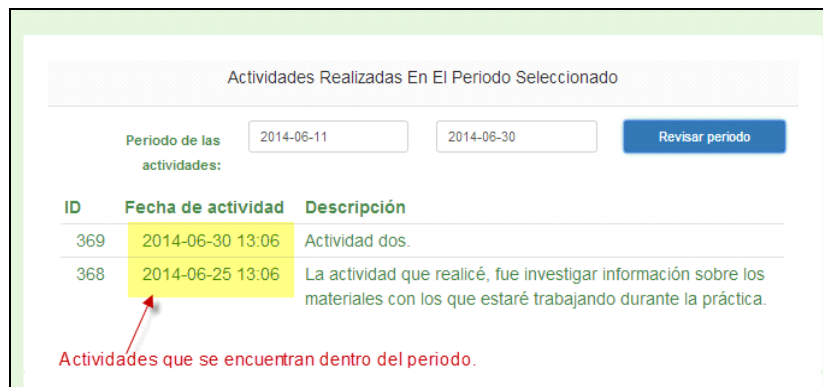 Actividades Realizadas En El Periodo Seleccionado
Periodo de las actividades:
2014-06-11
2014-06-30
Revisar periodo
ID Fecha de actividad Descripción
369 2014-06-30 13:06 Actividad dos.
368 2014-06-25 13:06 La actividad que realicé, fue investigar información sobre los
materiales con los que estaré trabajando durante la práctica.
Actividades que se encuentran dentro del periodo.